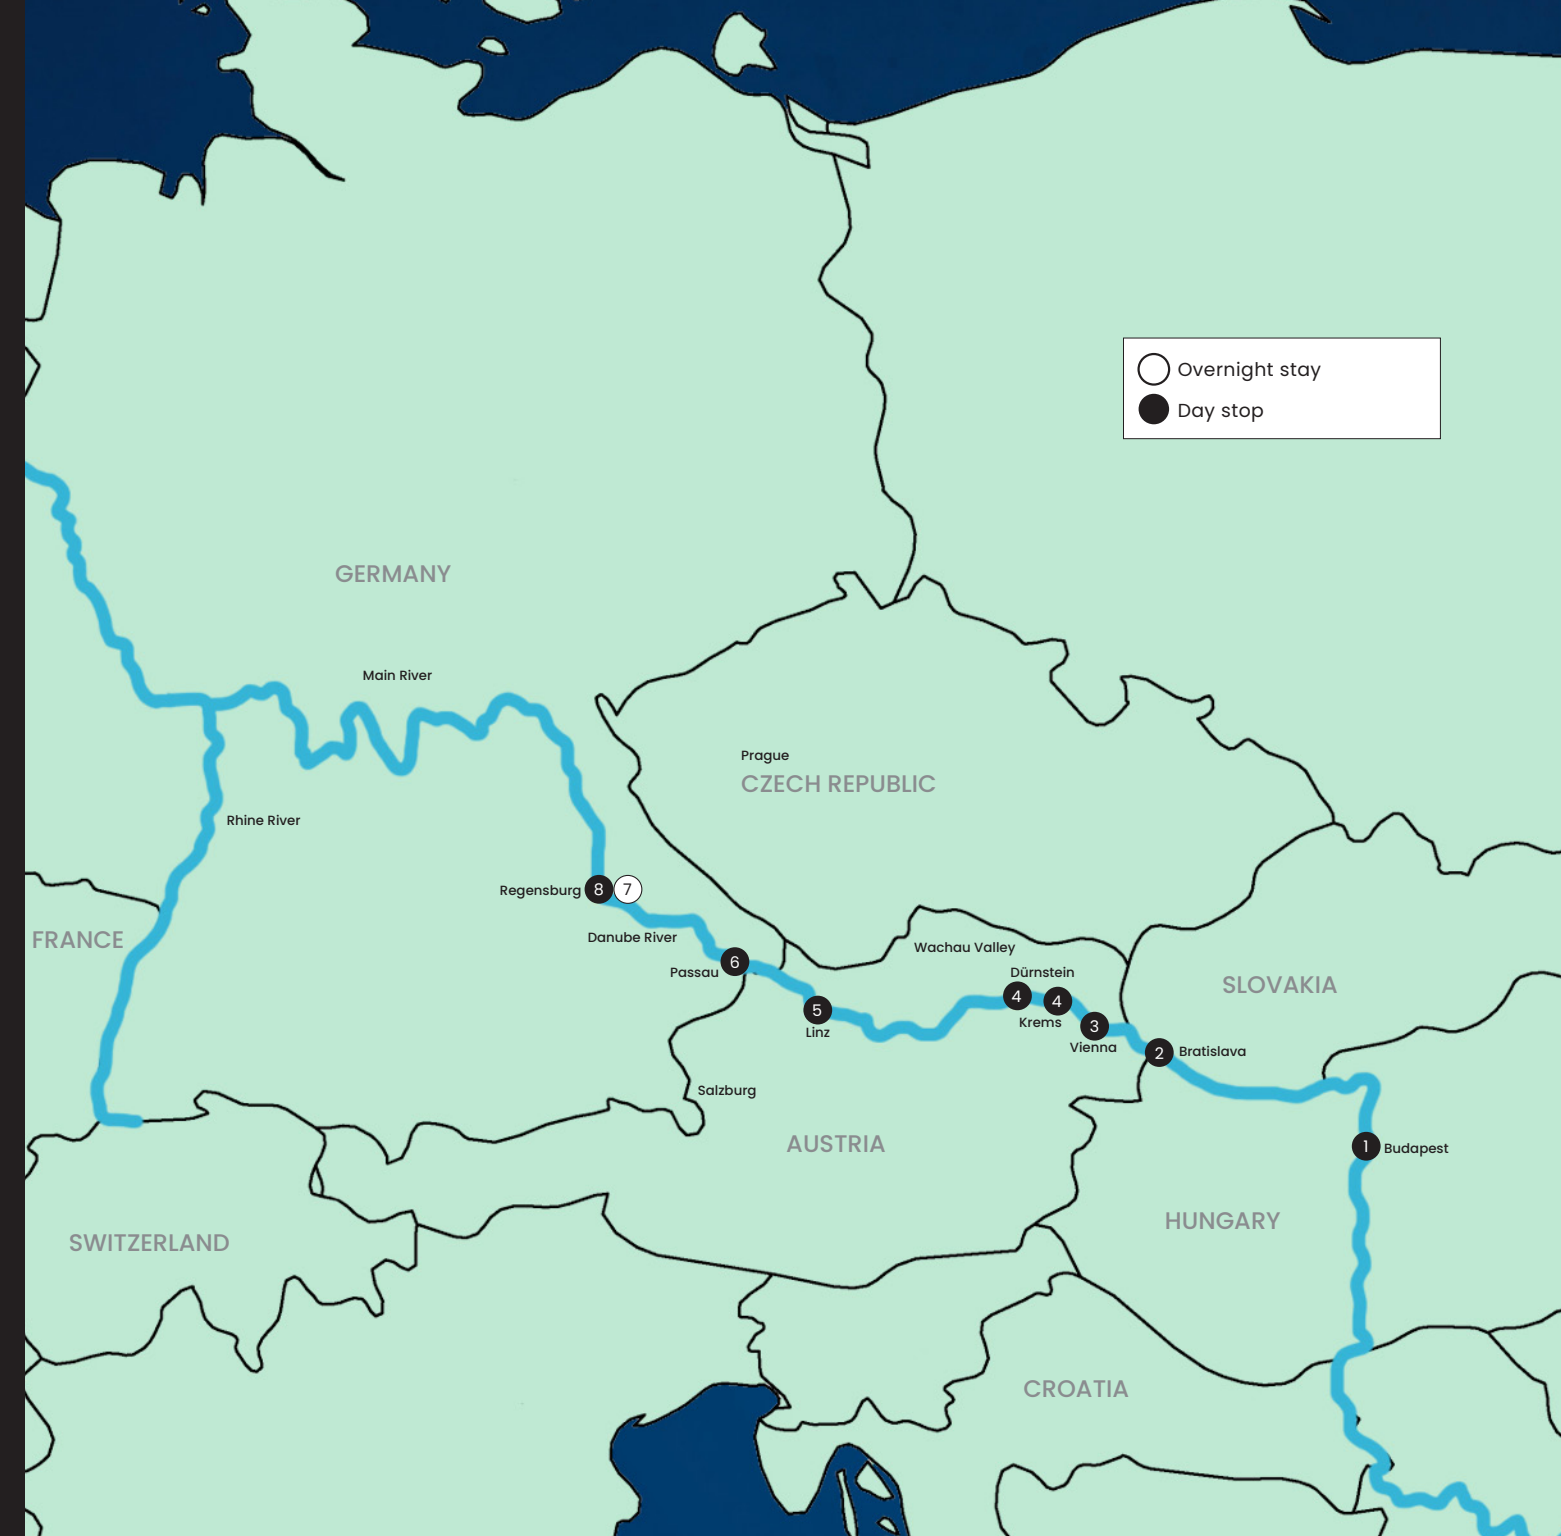 Overnight stay
Day stop
GERMANY
Main River
Prague
CZECH REPUBLIC
Rhine River
Regensburg
8
7
FRANCE
Danube River
Wachau Valley
Passau
6
Dürnstein
SLOVAKIA
4
4
5
Krems
3
Linz
Vienna
2
Bratislava
Salzburg
AUSTRIA
1
Budapest
HUNGARY
SWITZERLAND
CROATIA